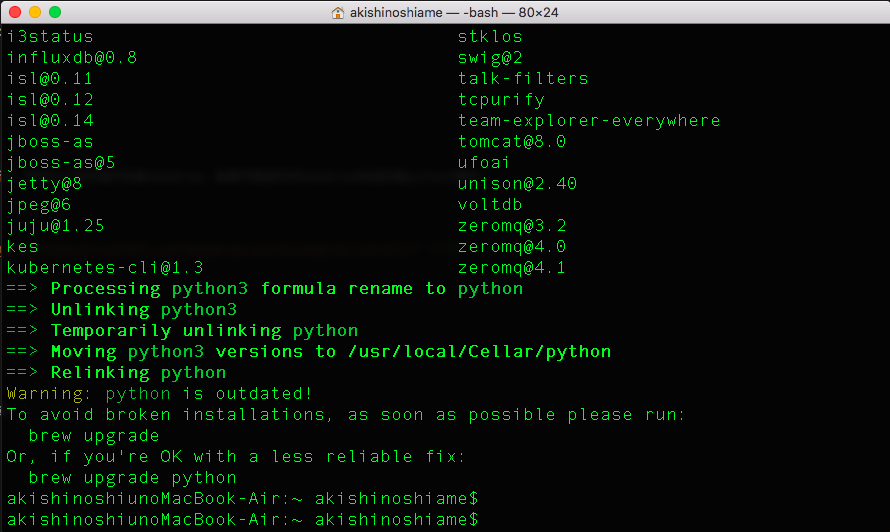 akishinoshiame — -bash — 80×24
i3status stklos
influxdb@0.8 swig@2
isl@0.11 talk-filters
isl@0.12 tcpurify
isl@0.14 team-explorer-everywhere
jboss-as tomcat@8.0
jboss-as@5 ufoai
jetty@8 unison@2.40
jpeg@6 voltdb
juju@1.25 zeromq@3.2
kes zeromq@4.0
kubernetes-cli@1.3 zeromq@4.1
==> Processing python3 formula rename to python
==> Unlinking python3
==> Temporarily unlinking python
==> Moving python3 versions to /usr/local/Cellar/python
==> Relinking python
Warning: python is outdated!
To avoid broken installations, as soon as possible please run:
  brew upgrade
Or, if you're OK with a less reliable fix:
  brew upgrade python
akishinoshiunoMacBook-Air:~ akishinoshiame$
akishinoshiunoMacBook-Air:~ akishinoshiame$